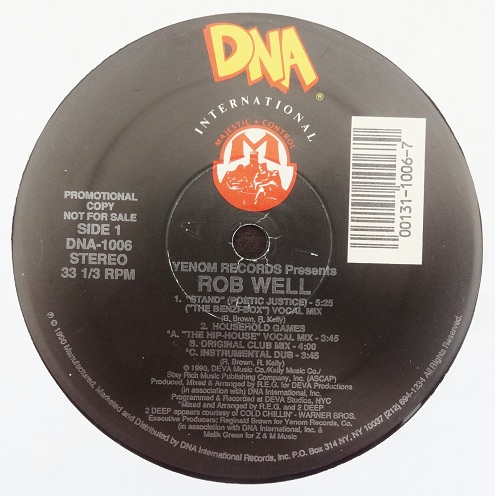 DNA
®
INTERNATIONAL
MAJESTIC • CONTROL
M
00131-1006-7
PROMOTIONAL
COPY
NOT FOR SALE
SIDE 1
DNA-1006
STEREO
33 1/3 RPM
YENOM RECORDS Presents
ROB WELL
1. "STAND" (POETIC JUSTICE) - 5:25
("THE BENZI-BOX") VOCAL MIX
(B. Brown, R. Kelly)
2. HOUSEHOLD GAMES
*A. "THE HIP-HOUSE" VOCAL MIX - 3:45
B. ORIGINAL CLUB MIX - 4:00
*C. INSTRUMENTAL DUB - 3:45
(R. Brown, R. Kelly)
©1990, DEVA Music Co./Kelly Music Co./
Stay Rich Music Publishing Company, Inc. (ASCAP)
Produced, Mixed & Arranged by R.E.G. for DEVA Productions
(in association with) DNA International, Inc.
Programmed & Recorded at DEVA Studios, NYC
*Mixed and Arranged by R.E.G. and 2 DEEP
2 DEEP appears courtesy of COLD CHILLIN' - WARNER BROS.
Executive Producers: Reginald Brown for Yenom Records, Co.
(in association with DNA International, Inc. &
Malik Green for Z & M Music
℗ © 1990 Manufactured, Marketed and Distributed by DNA International Records, Inc. P.O. Box 314 NY, NY 10037 (212) 694-1234 All Rights Reserved.